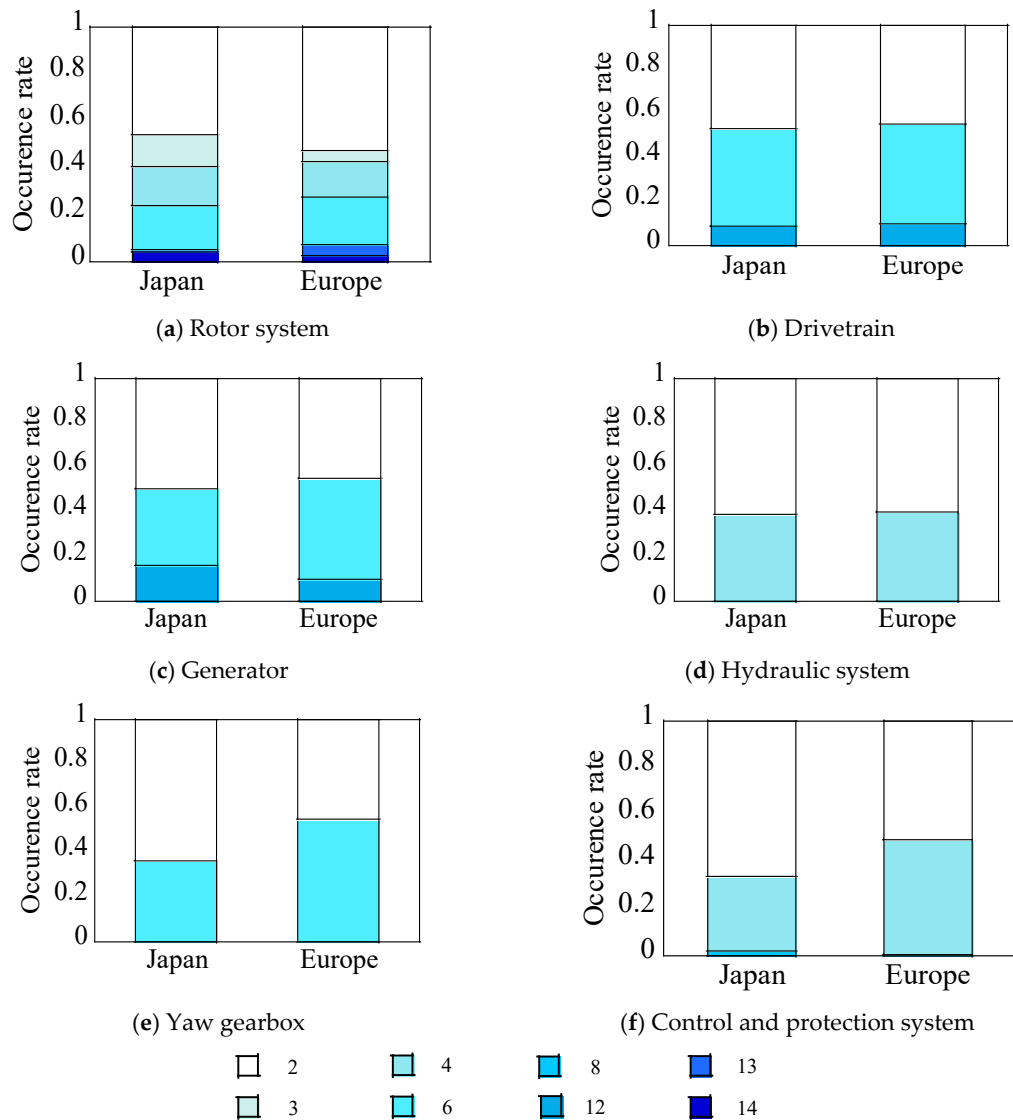 1
0.8
0.6
0.4
0.2
0
Occurence rate
Japan Europe
(a) Rotor system
1
0.8
0.6
0.4
0.2
0
Occurence rate
Japan Europe
(b) Drivetrain
1
0.8
0.6
0.4
0.2
0
Occurence rate
Japan Europe
(c) Generator
1
0.8
0.6
0.4
0.2
0
Occurence rate
Japan Europe
(d) Hydraulic system
1
0.8
0.6
0.4
0.2
0
Occurence rate
Japan Europe
(e) Yaw gearbox
1
0.8
0.6
0.4
0.2
0
Occurence rate
Japan Europe
(f) Control and protection system
2 4 8 13
3 6 12 14